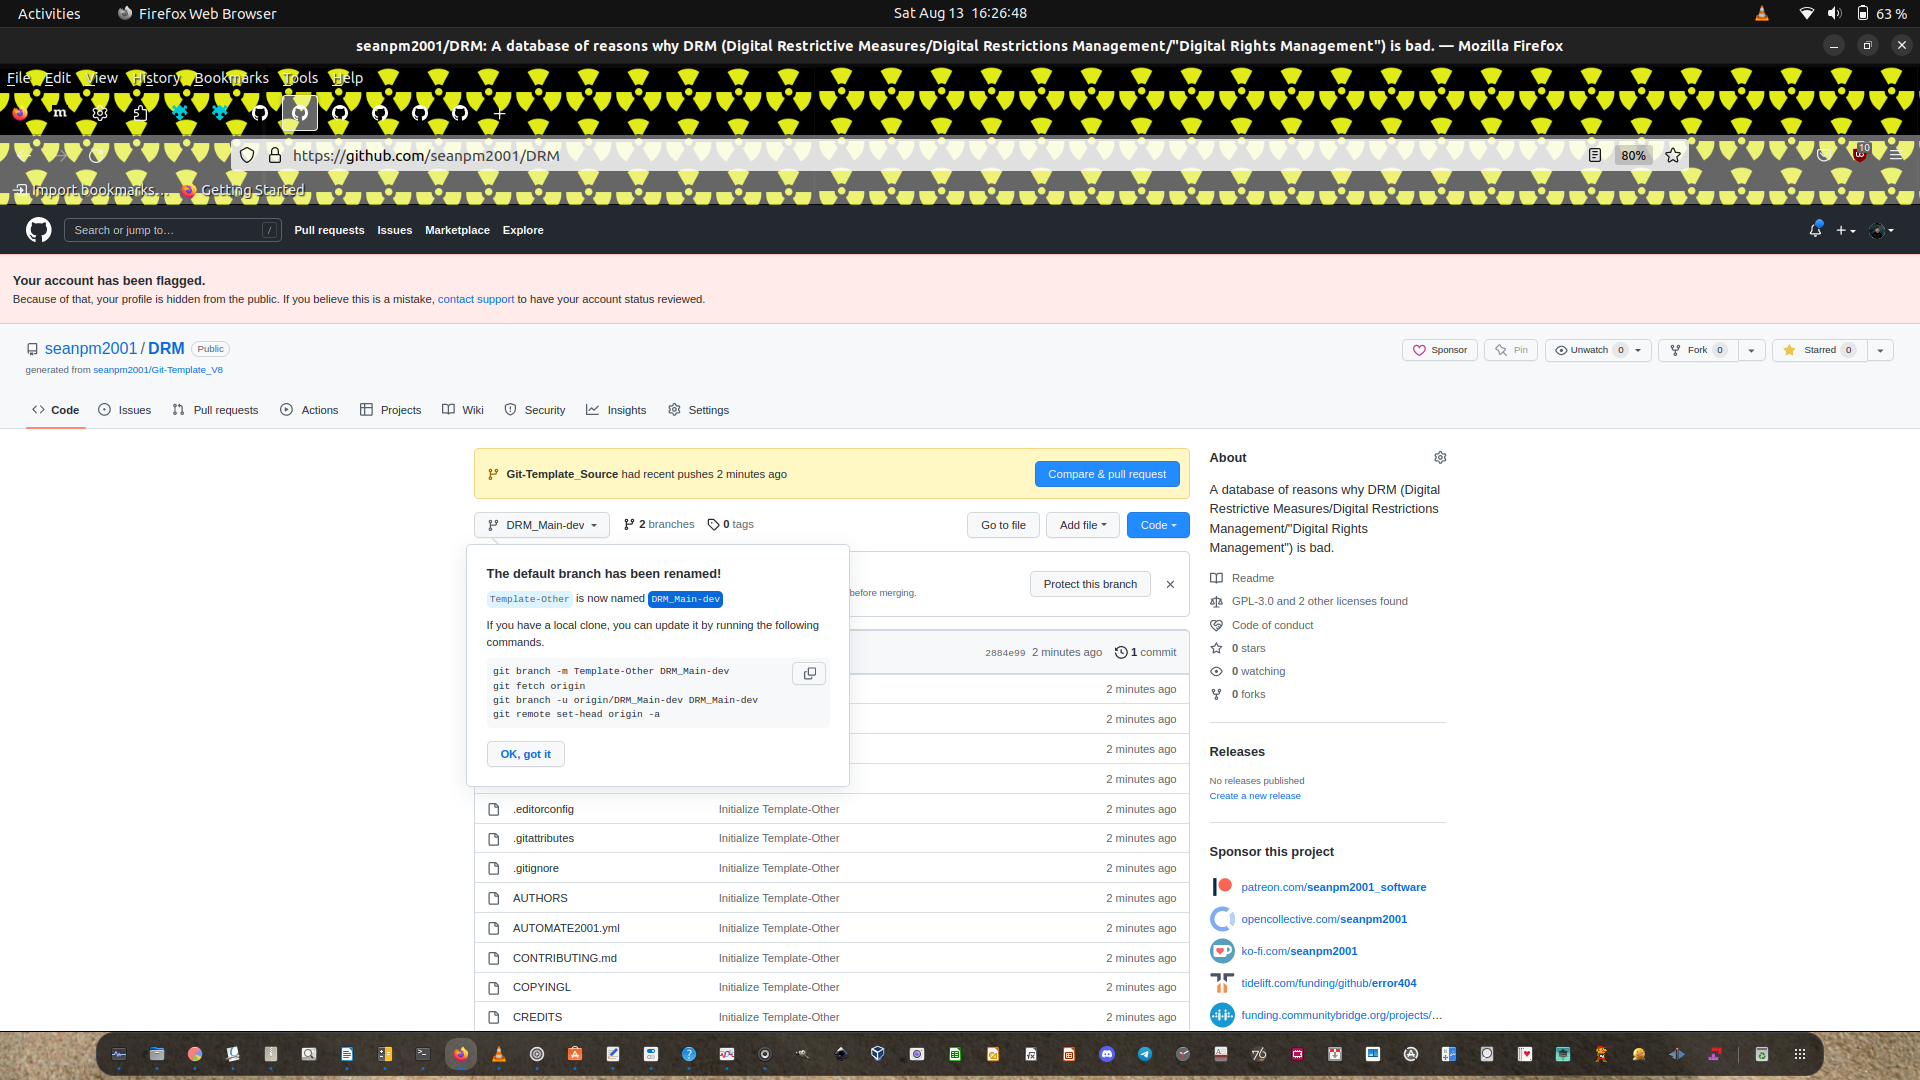 Activities
Firefox Web Browser
Sat Aug 13 16:26:48
63 %
seanpm2001/DRM: A database of reasons why DRM (Digital Restrictive Measures/Digital Restrictions Management/"Digital Rights Management") is bad. — Mozilla Firefox
File Edit View History Bookmarks Tools Help
m
https://github.com/seanpm2001/DRM
80%
10
Import bookmarks... Getting Started
Search or jump to...
/
Pull requests Issues Marketplace Explore
Your account has been flagged.
Because of that, your profile is hidden from the public. If you believe this is a mistake, contact support to have your account status reviewed.
seanpm2001 / DRM Public
generated from seanpm2001/Git-Template_V8
Sponsor Pin Unwatch 0 Fork 0 Starred 0
Code Issues Pull requests Actions Projects Wiki Security Insights Settings
Git-Template_Source had recent pushes 2 minutes ago
Compare & pull request
DRM_Main-dev 2 branches 0 tags
Go to file Add file Code
The default branch has been renamed!
Template-Other is now named DRM_Main-dev
If you have a local clone, you can update it by running the following
commands.
git branch -m Template-Other DRM_Main-dev
git fetch origin
git branch -u origin/DRM_Main-dev DRM_Main-dev
git remote set-head origin -a
OK, got it
Protect this branch
before merging.
2884e99 2 minutes ago 1 commit
2 minutes ago
2 minutes ago
2 minutes ago
2 minutes ago
.editorconfig Initialize Template-Other 2 minutes ago
.gitattributes Initialize Template-Other 2 minutes ago
.gitignore Initialize Template-Other 2 minutes ago
AUTHORS Initialize Template-Other 2 minutes ago
AUTOMATE2001.yml Initialize Template-Other 2 minutes ago
CONTRIBUTING.md Initialize Template-Other 2 minutes ago
COPYINGL Initialize Template-Other 2 minutes ago
CREDITS Initialize Template-Other 2 minutes ago
About
A database of reasons why DRM (Digital
Restrictive Measures/Digital Restrictions
Management/"Digital Rights
Management") is bad.
Readme
GPL-3.0 and 2 other licenses found
Code of conduct
0 stars
0 watching
0 forks
Releases
No releases published
Create a new release
Sponsor this project
patreon.com/seanpm2001_software
opencollective.com/seanpm2001
ko-fi.com/seanpm2001
tidelift.com/funding/github/error404
funding.communitybridge.org/projects/...